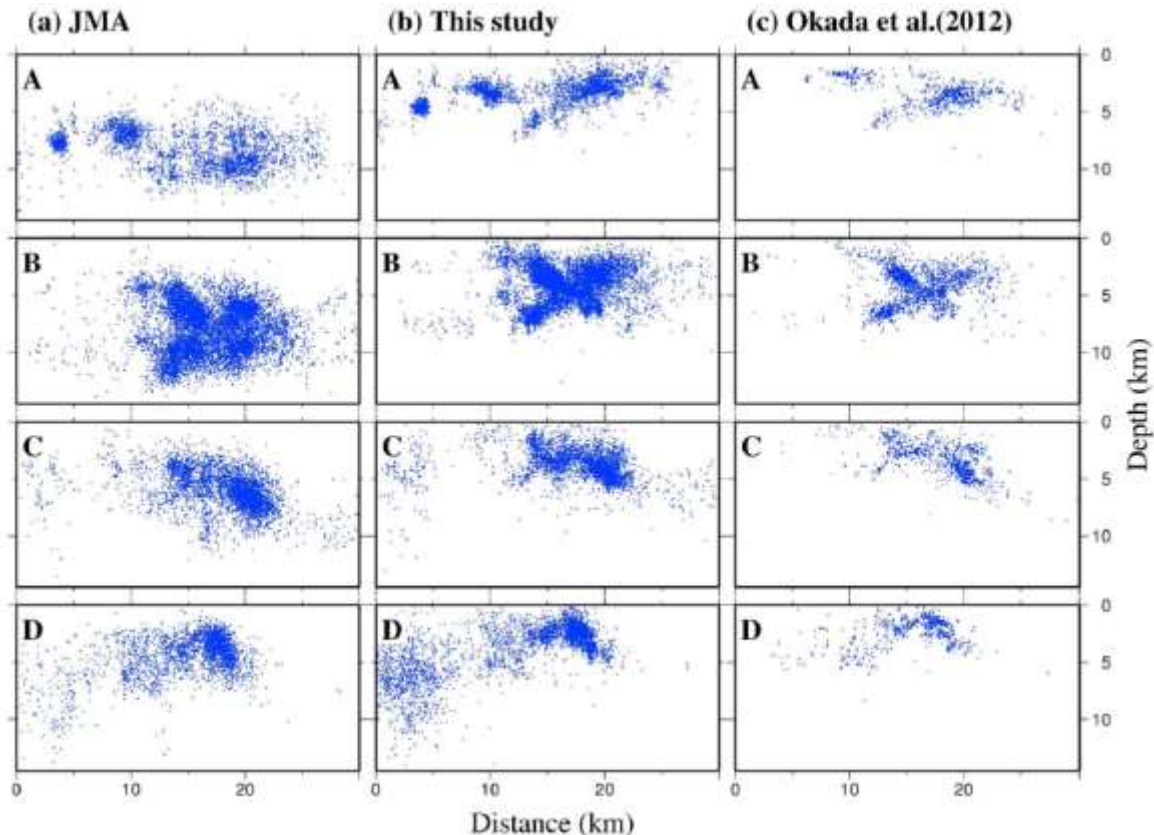 (a) JMA (b) This study (c) Okada et al.(2012)
A A A 0
5
10
B B B 0
5
10
C C C 0
5
10
D D D 0
5
10
0 10 20 0 10 20 0 10 20
Distance (km)
Depth (km)